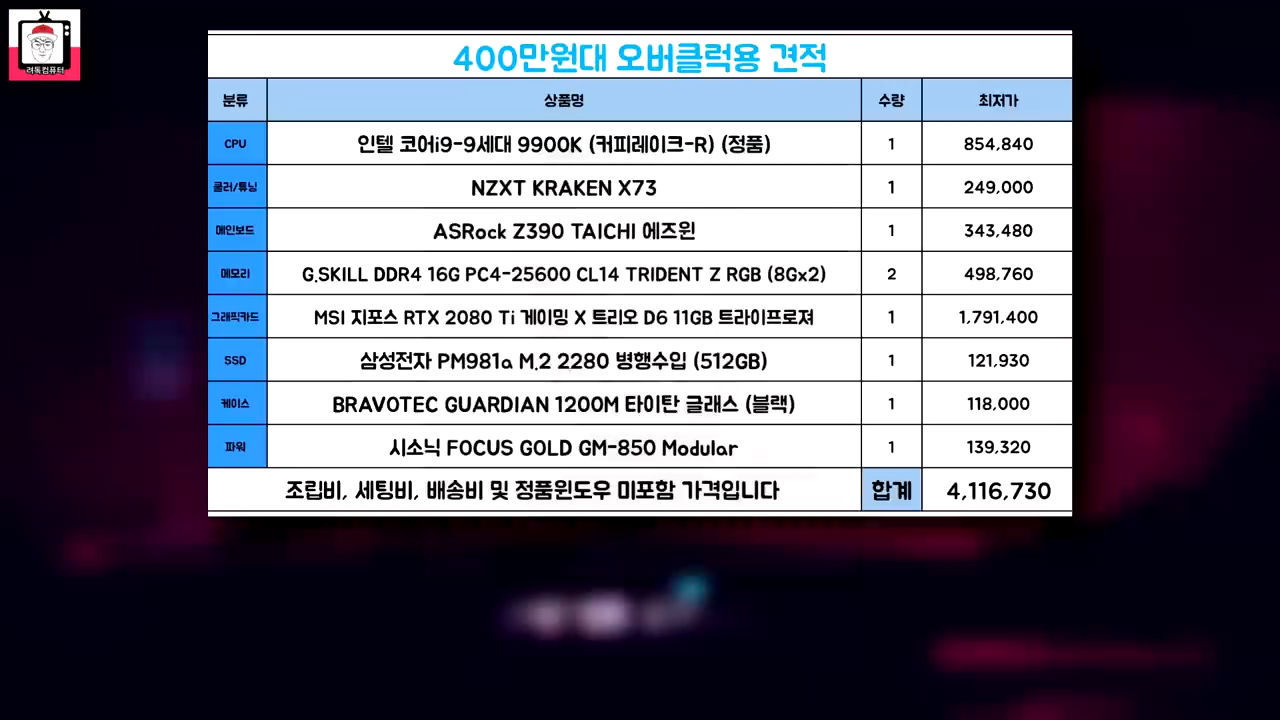 려독컴퓨터
400만원대 오버클럭용 견적
분류 상품명 수량 최저가
CPU 인텔 코어i9-9세대 9900K (커피레이크-R) (정품) 1 854,840
쿨러/튜닝 NZXT KRAKEN X73 1 249,000
메인보드 ASRock Z390 TAICHI 에즈윈 1 343,480
메모리 G.SKILL DDR4 16G PC4-25600 CL14 TRIDENT Z RGB (8Gx2) 2 498,760
그래픽카드 MSI 지포스 RTX 2080 Ti 게이밍 X 트리오 D6 11GB 트라이프로져 1 1,791,400
SSD 삼성전자 PM981a M.2 2280 병행수입 (512GB) 1 121,930
케이스 BRAVOTEC GUARDIAN 1200M 타이탄 글래스 (블랙) 1 118,000
파워 시소닉 FOCUS GOLD GM-850 Modular 1 139,320
조립비, 세팅비, 배송비 및 정품윈도우 미포함 가격입니다 합계 4,116,730